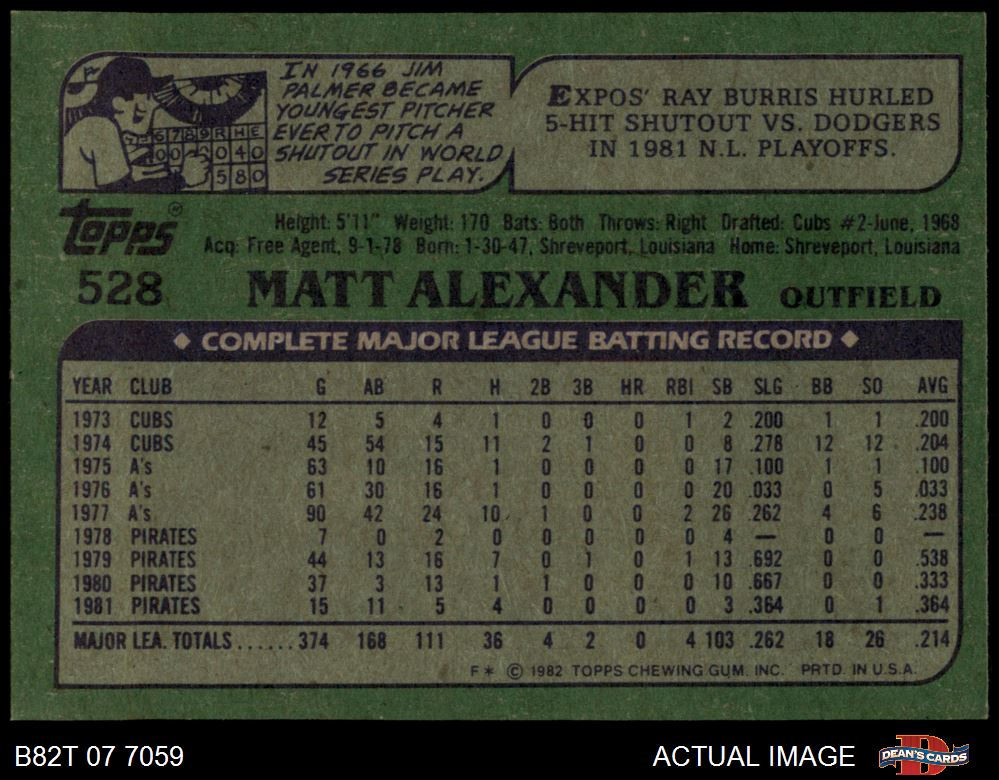 IN 1966 JIM
PALMER BECAME
YOUNGEST PITCHER
EVER TO PITCH A
SHUTOUT IN WORLD
SERIES PLAY.
6 7 8 9 R H E
0 0 0 4 0
5 8 0
EXPOS' RAY BURRIS HURLED
5-HIT SHUTOUT VS. DODGERS
IN 1981 N.L. PLAYOFFS.
Topps®
Height: 5'11" Weight: 170 Bats: Both Throws: Right Drafted: Cubs #2-June, 1968
Acq: Free Agent, 9-1-78 Born: 1-30-47, Shreveport, Louisiana Home: Shreveport, Louisiana
528 MATT ALEXANDER OUTFIELD
◆ COMPLETE MAJOR LEAGUE BATTING RECORD ◆
YEAR CLUB G AB R H 2B 3B HR RBI SB SLG BB SO AVG
1973 CUBS 12 5 4 1 0 0 0 1 2 .200 1 1 .200
1974 CUBS 45 54 15 11 2 1 0 0 8 .278 12 12 .204
1975 A's 63 10 16 1 0 0 0 0 17 .100 1 1 .100
1976 A's 61 30 16 1 0 0 0 0 20 .033 0 5 .033
1977 A's 90 42 24 10 1 0 0 2 26 .262 4 6 .238
1978 PIRATES 7 0 2 0 0 0 0 0 4 — 0 0 —
1979 PIRATES 44 13 16 7 0 1 0 1 13 .692 0 0 .538
1980 PIRATES 37 3 13 1 1 0 0 0 10 .667 0 0 .333
1981 PIRATES 15 11 5 4 0 0 0 0 3 .364 0 1 .364
MAJOR LEA. TOTALS......374 168 111 36 4 2 0 4 103 .262 18 26 .214
F* © 1982 TOPPS CHEWING GUM, INC. PRTD. IN U.S.A.
B82T 07 7059
ACTUAL IMAGE
D
DEAN'S CARDS